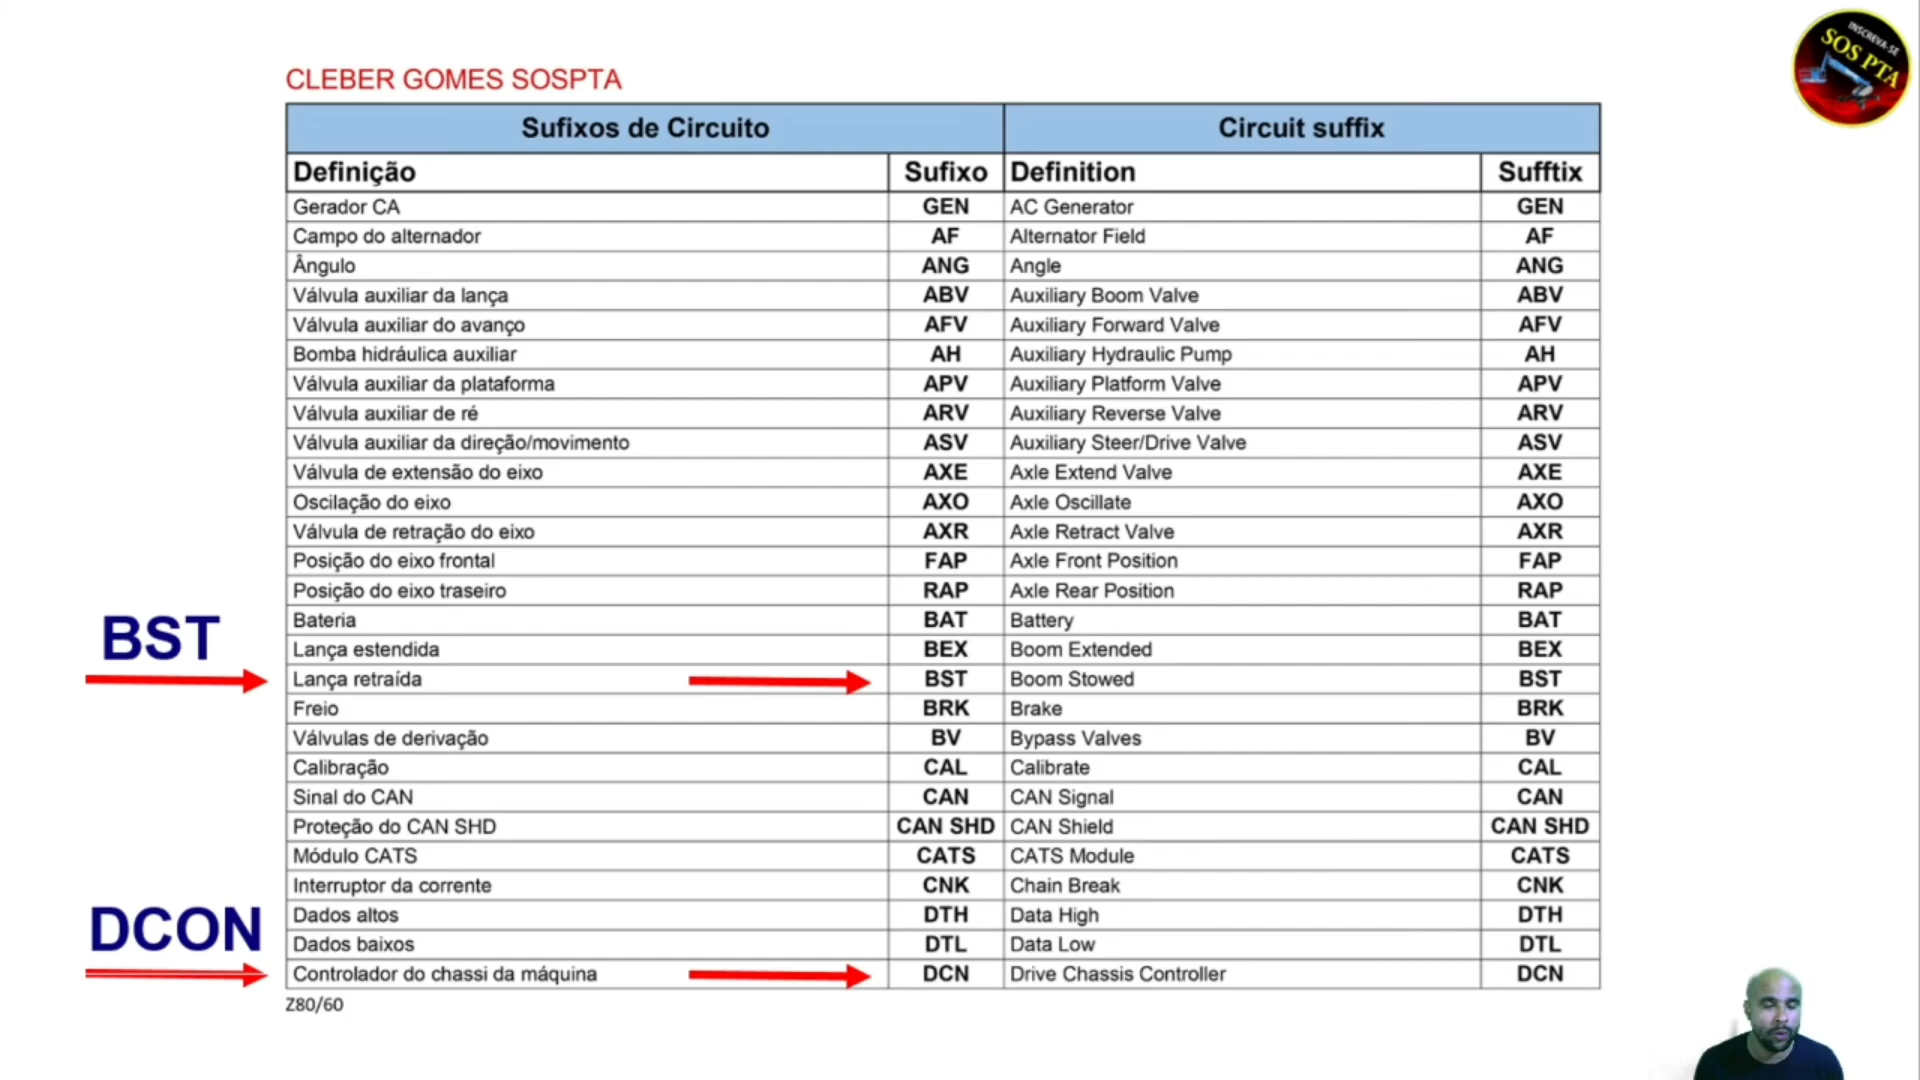 INSCREVA-SE
SOS PTA
CLEBER GOMES SOSPTA
Sufixos de Circuito Circuit suffix
Definição Sufixo Definition Sufftix
Gerador CA GEN AC Generator GEN
Campo do alternador AF Alternator Field AF
Ângulo ANG Angle ANG
Válvula auxiliar da lança ABV Auxiliary Boom Valve ABV
Válvula auxiliar do avanço AFV Auxiliary Forward Valve AFV
Bomba hidráulica auxiliar AH Auxiliary Hydraulic Pump AH
Válvula auxiliar da plataforma APV Auxiliary Platform Valve APV
Válvula auxiliar de ré ARV Auxiliary Reverse Valve ARV
Válvula auxiliar da direção/movimento ASV Auxiliary Steer/Drive Valve ASV
Válvula de extensão do eixo AXE Axle Extend Valve AXE
Oscilação do eixo AXO Axle Oscillate AXO
Válvula de retração do eixo AXR Axle Retract Valve AXR
Posição do eixo frontal FAP Axle Front Position FAP
Posição do eixo traseiro RAP Axle Rear Position RAP
Bateria BAT Battery BAT
Lança estendida BEX Boom Extended BEX
BST
Lança retraída BST Boom Stowed BST
Freio BRK Brake BRK
Válvulas de derivação BV Bypass Valves BV
Calibração CAL Calibrate CAL
Sinal do CAN CAN CAN Signal CAN
Proteção do CAN SHD CAN SHD CAN Shield CAN SHD
Módulo CATS CATS CATS Module CATS
Interruptor da corrente CNK Chain Break CNK
Dados altos DTH Data High DTH
Dados baixos DTL Data Low DTL
DCON
Controlador do chassi da máquina DCN Drive Chassis Controller DCN
Z80/60